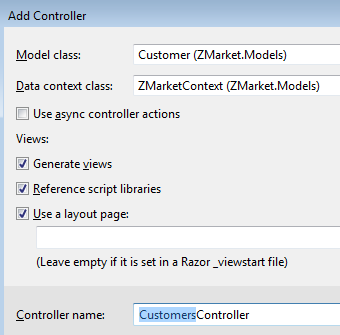 Add Controller
Model class: Customer (ZMarket.Models)
Data context class: ZMarketContext (ZMarket.Models)
Use async controller actions
Views:
Generate views
Reference script libraries
Use a layout page:
(Leave empty if it is set in a Razor _viewstart file)
Controller name: CustomersController